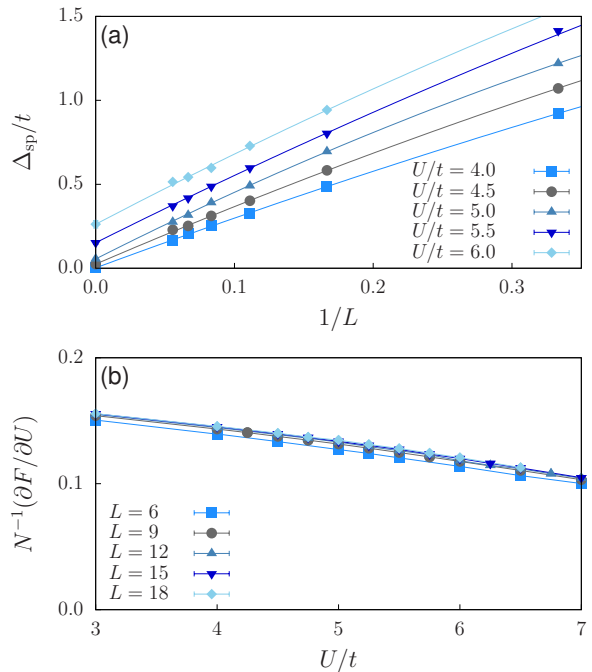 (a)
Δsp/t
1.5
1.0
0.5
0.0
U/t = 4.0
U/t = 4.5
U/t = 5.0
U/t = 5.5
U/t = 6.0
0.0 0.1 0.2 0.3
1/L
(b)
N⁻¹(∂F/∂U)
0.2
0.1
0.0
L = 6
L = 9
L = 12
L = 15
L = 18
3 4 5 6 7
U/t